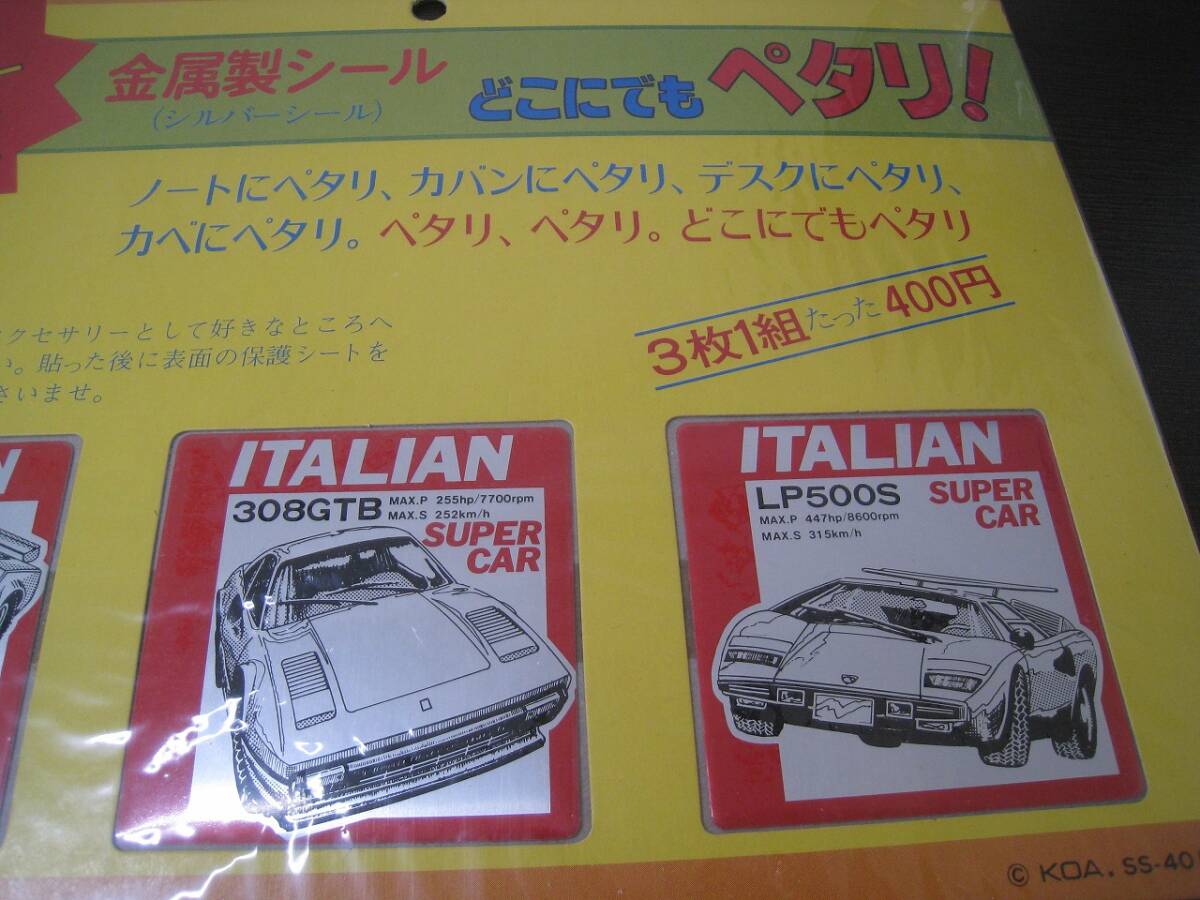 金属製シール
(シルバーシール)
どこにでも ペタリ!
ノートにペタリ、カバンにペタリ、デスクにペタリ、
カベにペタリ。ペタリ、ペタリ。どこにでもペタリ
3枚1組たった400円
クセサリーとして好きなところへ
い。貼った後に表面の保護シートを
さいませ。
N
ITALIAN
308GTB
MAX.P 255hp/7700rpm
MAX.S 252km/h
SUPER
CAR
ITALIAN
LP500S
MAX.P 447hp/8600rpm
MAX.S 315km/h
SUPER
CAR
© KOA. SS-40